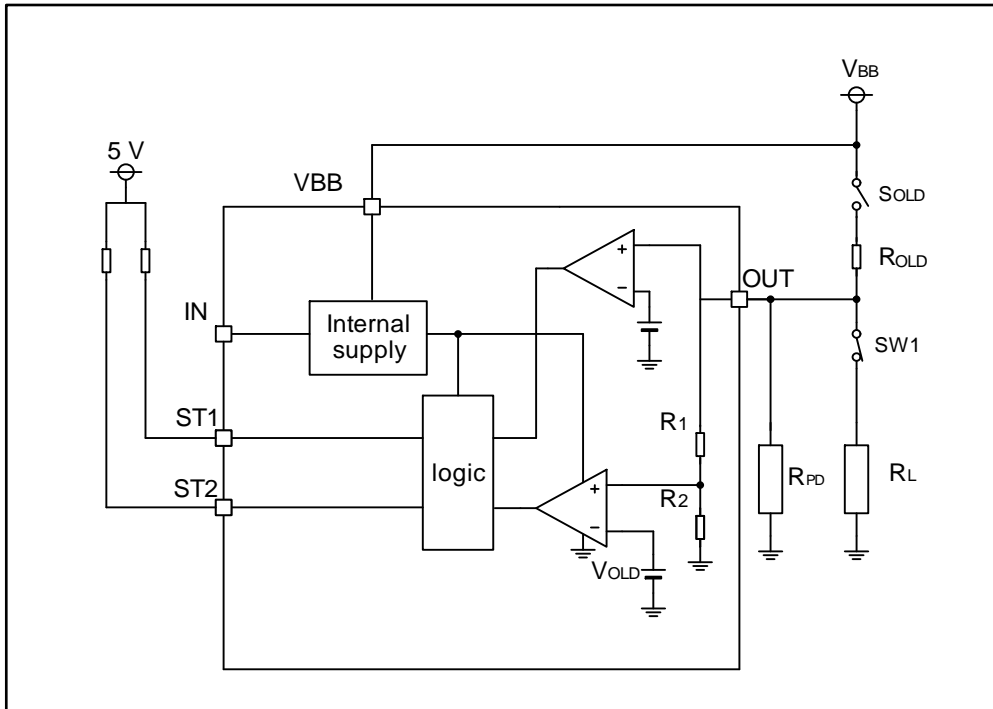 VBB
5 V
VBB
SOLD
ROLD
OUT
+
−
IN
Internal
supply
SW1
ST1
R1
logic
ST2
R2
+
−
RPD
RL
VOLD